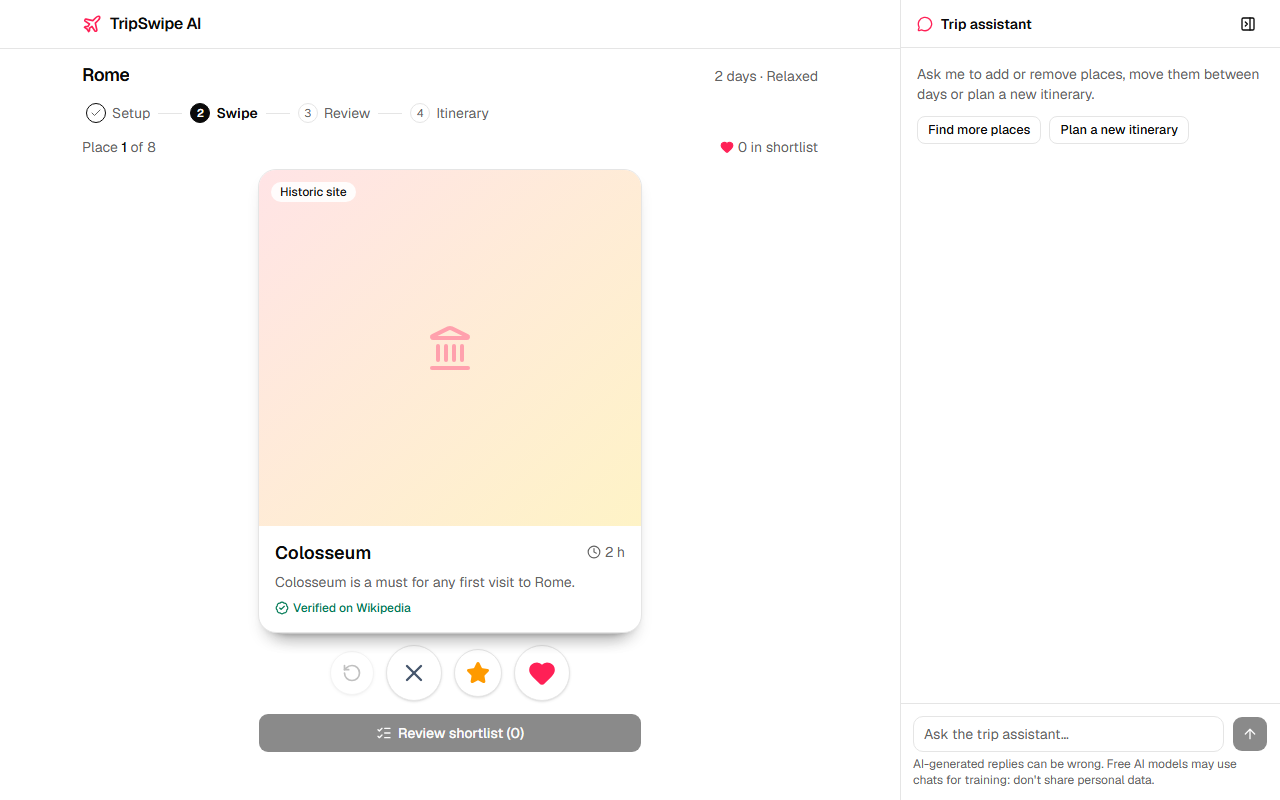 TripSwipe AI
Rome
2 days · Relaxed
Setup
2 Swipe
3 Review
4 Itinerary
Place 1 of 8
0 in shortlist
Historic site
Colosseum
2 h
Colosseum is a must for any first visit to Rome.
Verified on Wikipedia
Review shortlist (0)
Trip assistant
Ask me to add or remove places, move them between
days or plan a new itinerary.
Find more places
Plan a new itinerary
Ask the trip assistant…
AI-generated replies can be wrong. Free AI models may use
chats for training: don't share personal data.